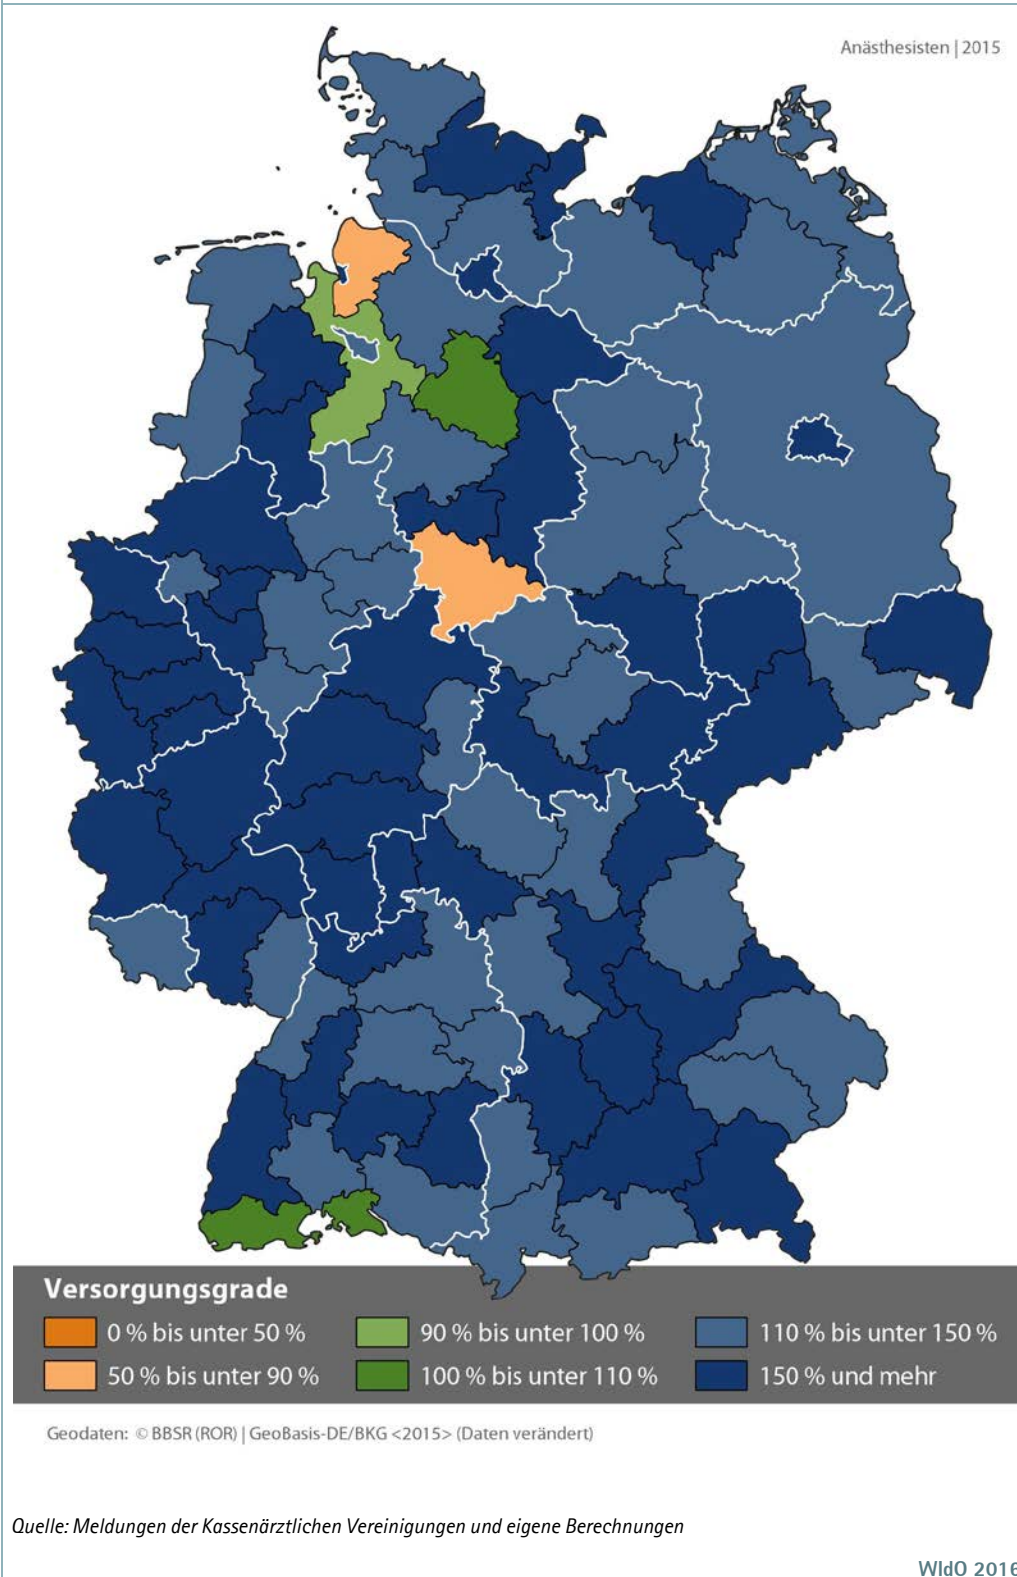 Anästhesisten | 2015
Versorgungsgrade
0 % bis unter 50 %
90 % bis unter 100 %
110 % bis unter 150 %
50 % bis unter 90 %
100 % bis unter 110 %
150 % und mehr
Geodaten: © BBSR (ROR) | GeoBasis-DE/BKG <2015> (Daten verändert)
Quelle: Meldungen der Kassenärztlichen Vereinigungen und eigene Berechnungen
WIdO 2016